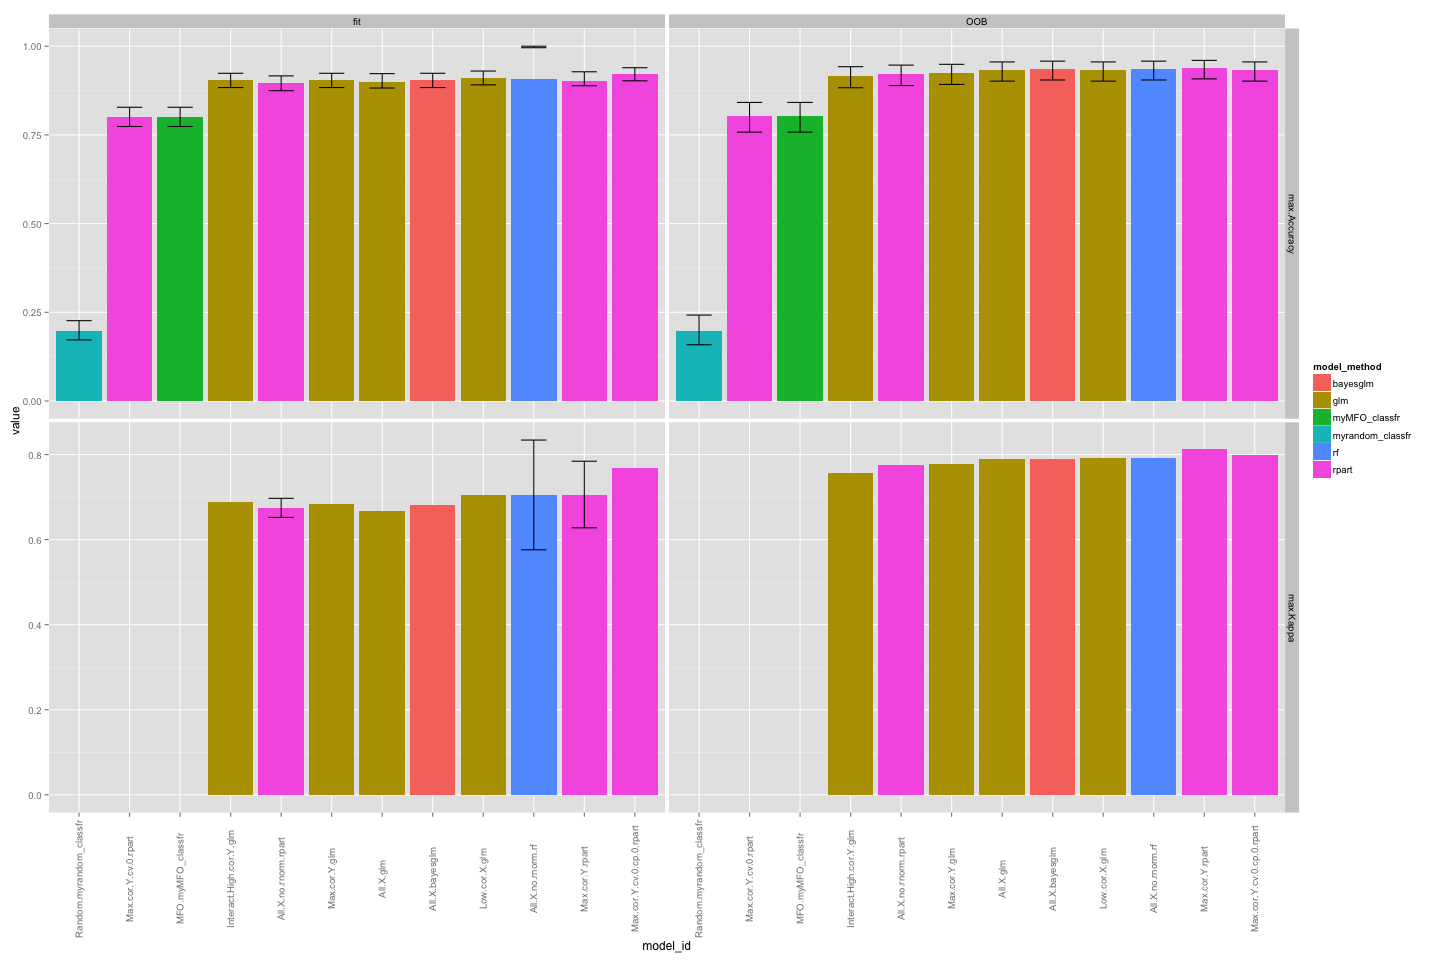 fit
OOB
1.00
0.75
0.50
0.25
0.00
max.Accuracy
value
0.8
0.6
0.4
0.2
0.0
max.Kappa
Random.myrandom_classfr
Max.cor.Y.cv.0.rpart
MFO.myMFO_classfr
Interact.High.cor.Y.glm
All.X.no.rnorm.rpart
Max.cor.Y.glm
All.X.glm
All.X.bayesglm
Low.cor.X.glm
All.X.no.rnorm.rf
Max.cor.Y.rpart
Max.cor.Y.cv.0.cp.0.rpart
Random.myrandom_classfr
Max.cor.Y.cv.0.rpart
MFO.myMFO_classfr
Interact.High.cor.Y.glm
All.X.no.rnorm.rpart
Max.cor.Y.glm
All.X.glm
All.X.bayesglm
Low.cor.X.glm
All.X.no.rnorm.rf
Max.cor.Y.rpart
Max.cor.Y.cv.0.cp.0.rpart
model_id
model_method
bayesglm
glm
myMFO_classfr
myrandom_classfr
rf
rpart